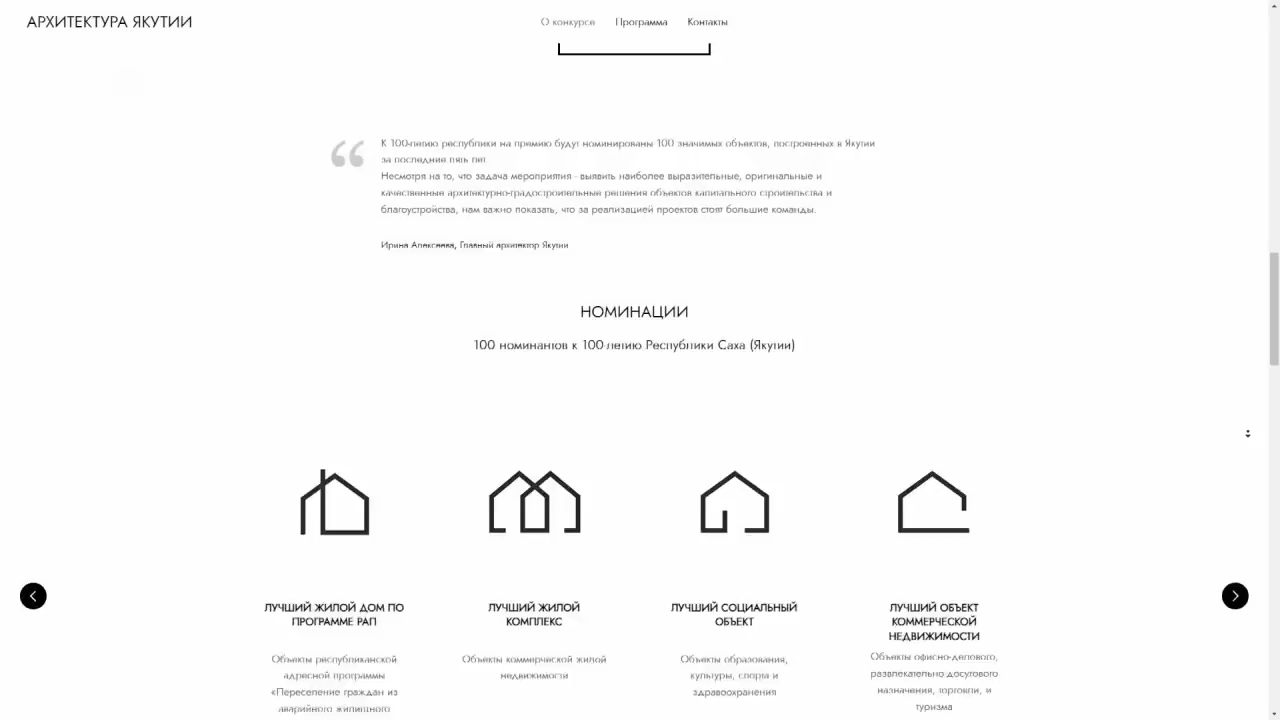 АРХИТЕКТУРА ЯКУТИИ
О конкурсе Программа Контакты
К 100-летию республики на премию будут номинированы 100 значимых объектов, построенных в Якутии
за последние пять лет.
Несмотря на то, что задача мероприятия - выявить наиболее выразительные, оригинальные и
качественные архитектурно-градостроительные решения объектов капитального строительства и
благоустройства, нам важно показать, что за реализацией проектов стоят большие команды.
Ирина Алексеева, Главный архитектор Якутии
НОМИНАЦИИ
100 номинантов к 100-летию Республики Саха (Якутии)
ЛУЧШИЙ ЖИЛОЙ ДОМ ПО
ПРОГРАММЕ РАП
Объекты республиканской
адресной программы
«Переселение граждан из
аварийного жилищного
ЛУЧШИЙ ЖИЛОЙ
КОМПЛЕКС
Объекты коммерческой жилой
недвижимости
ЛУЧШИЙ СОЦИАЛЬНЫЙ
ОБЪЕКТ
Объекты образования,
культуры, спорта и
здравоохранения
ЛУЧШИЙ ОБЪЕКТ
КОММЕРЧЕСКОЙ
НЕДВИЖИМОСТИ
Объекты офисно-делового,
развлекательно-досугового
назначения, торговли, и
туризма